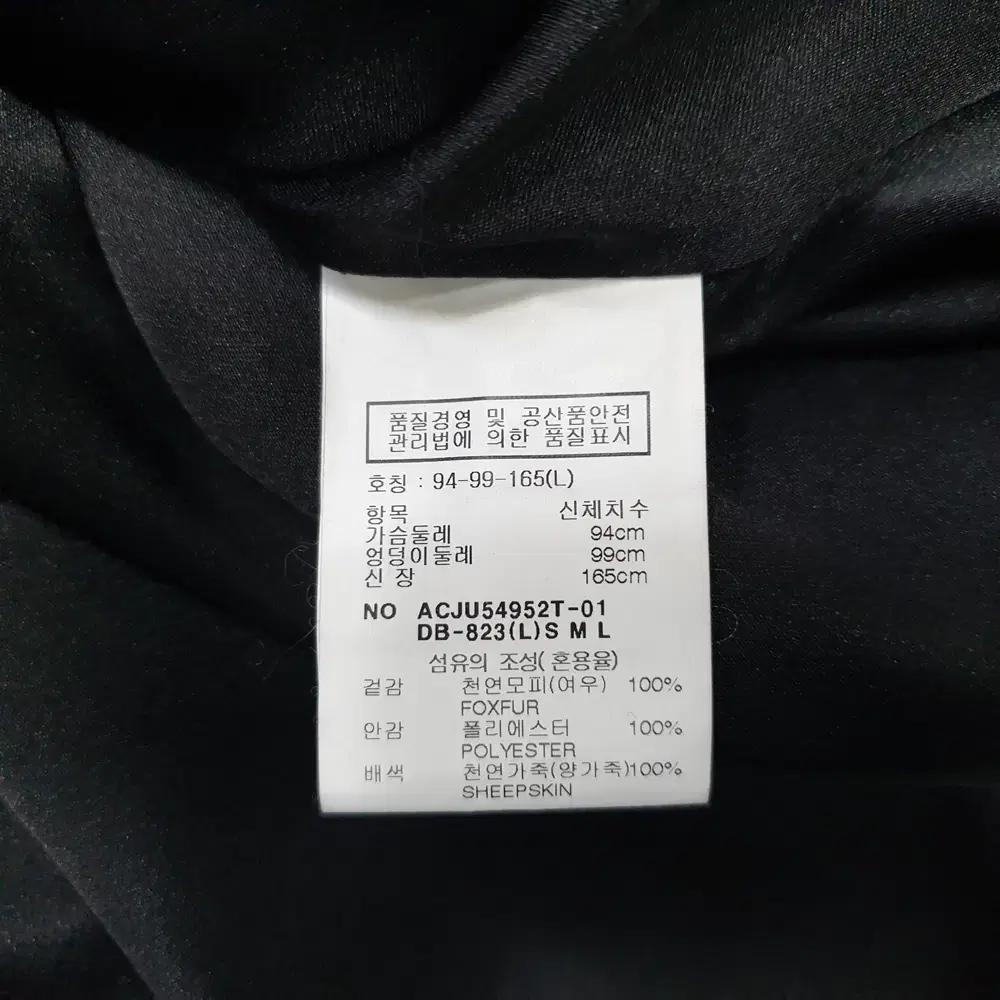 품질경영 및 공산품안전
관리법에 의한 품질표시
호칭 : 94-99-165(L)
항목 신체치수
가슴둘레 94cm
엉덩이둘레 99cm
신 장 165cm
NO ACJU54952T-01
DB-823(L)S M L
섬유의 조성( 혼용율)
겉감 천연모피(여우) 100%
FOXFUR
안감 폴리에스터 100%
POLYESTER
배색 천연가죽(양가죽)100%
SHEEPSKIN